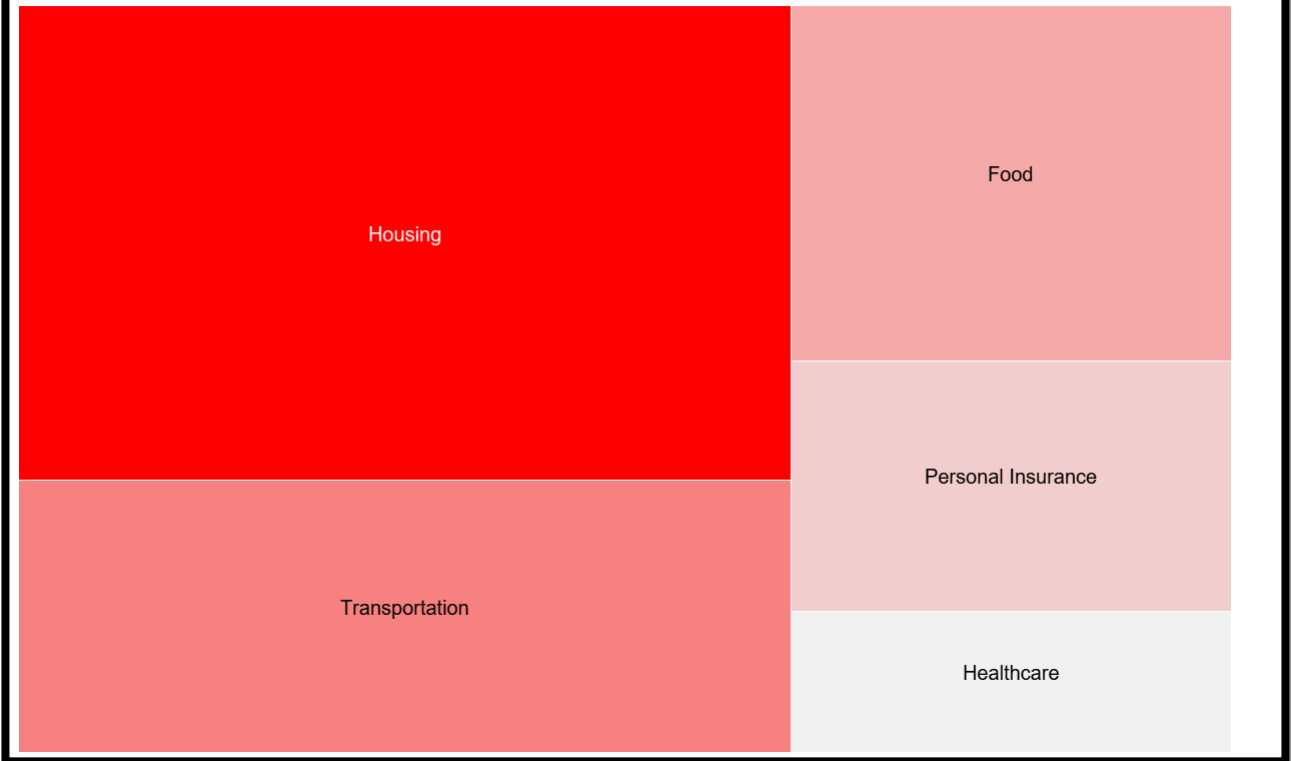 Housing
Food
Personal Insurance
Transportation
Healthcare